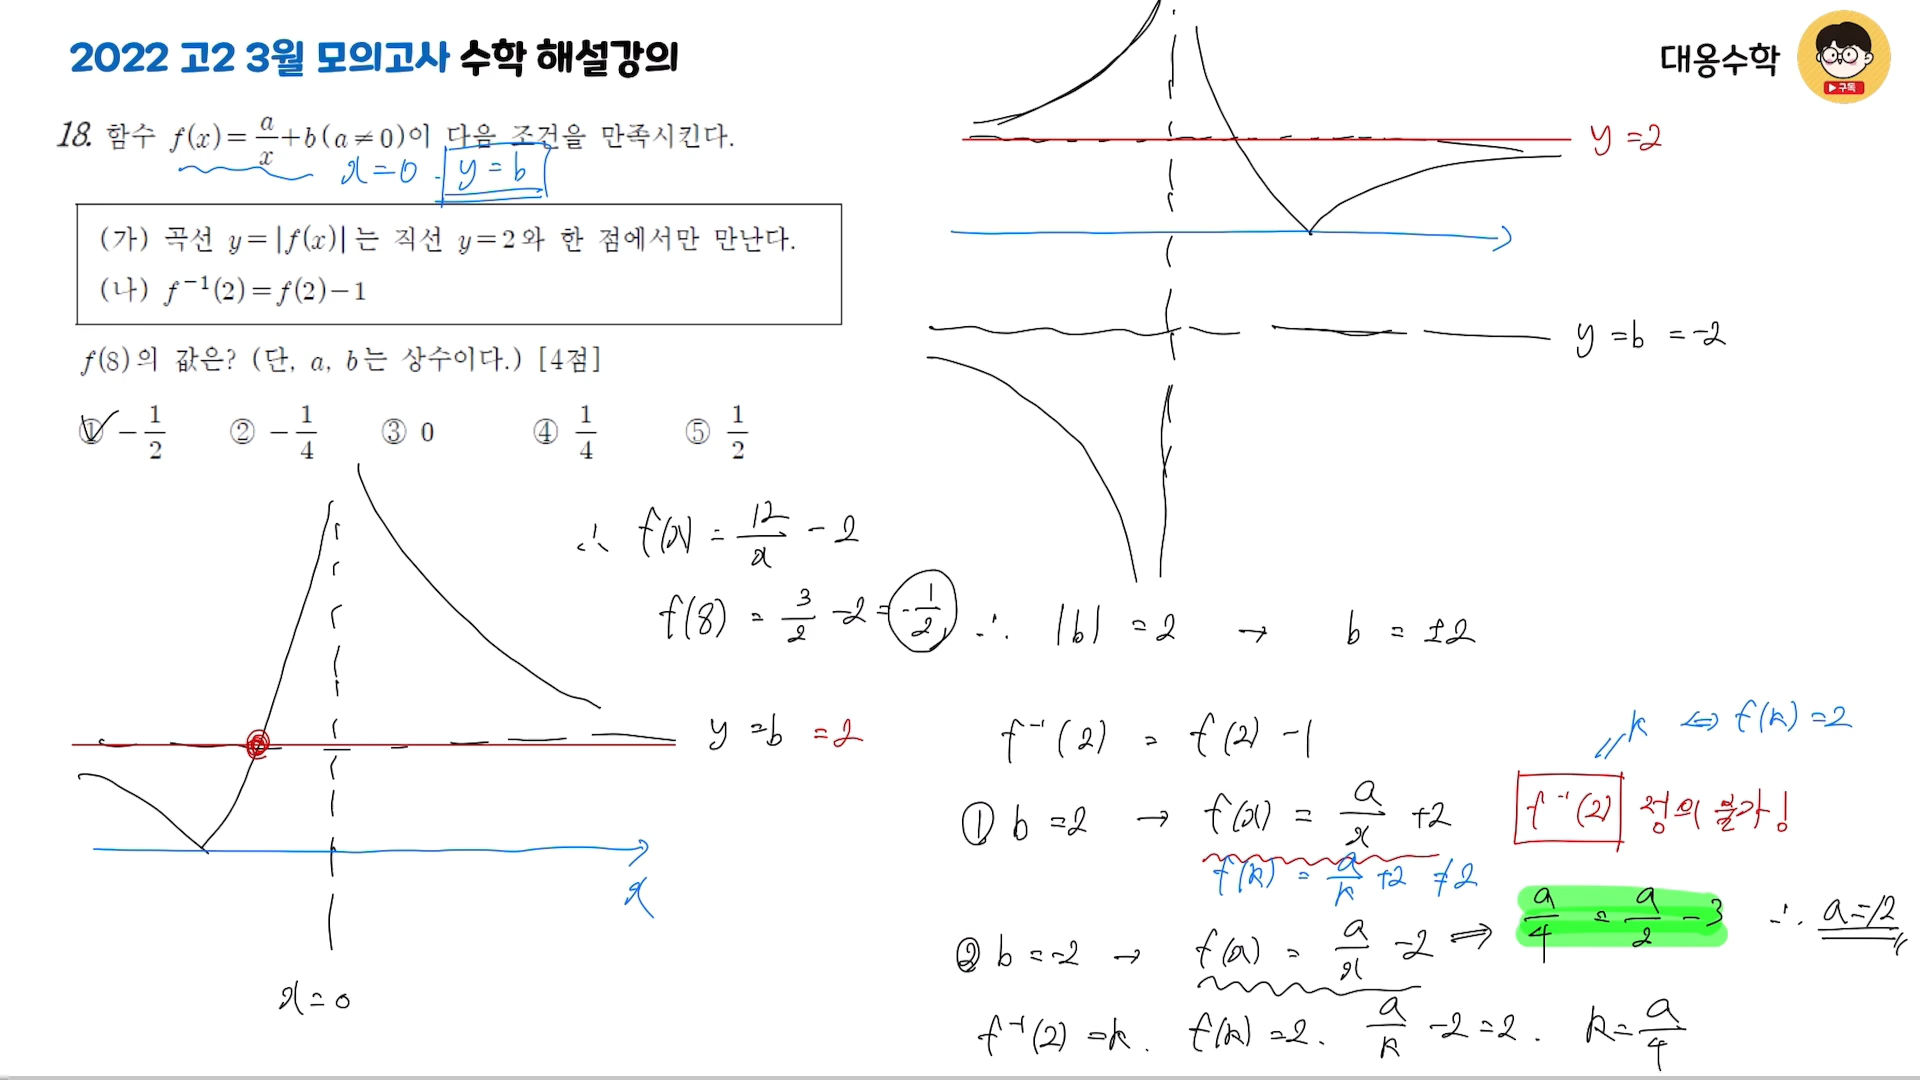 2022 고2 3월 모의고사 수학 해설강의
대웅수학
구독
18. 함수 f(x)=a/x+b(a≠0)이 다음 조건을 만족시킨다.
x=0. y=b
(가) 곡선 y=|f(x)|는 직선 y=2와 한 점에서만 만난다.
(나) f⁻¹(2)=f(2)-1
f(8)의 값은? (단, a, b는 상수이다.) [4점]
① -1/2 ② -1/4 ③ 0 ④ 1/4 ⑤ 1/2
y=2
y=b=-2
∴ f(x)=12/x-2
f(8)=3/2-2=-1/2
y=b=2
x
x=0
∴ |b|=2 → b=±2
f⁻¹(2)=f(2)-1
k ⇔ f(k)=2
① b=2 → f(x)=a/x+2
f⁻¹(2) 정의 불가!
f(k)=a/k+2≠2
② b=-2 → f(x)=a/x-2 ⇒ a/4=a/2-3 ∴ a=12
f⁻¹(2)=k. f(k)=2. a/k-2=2. k=a/4